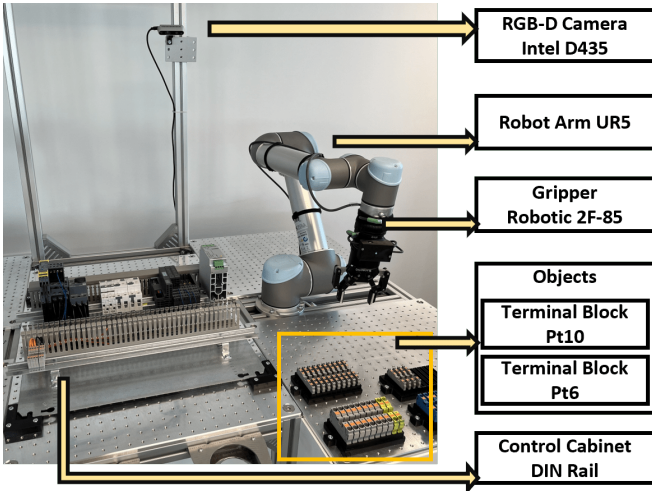 RGB-D Camera
Intel D435
Robot Arm UR5
Gripper
Robotic 2F-85
Objects
Terminal Block
Pt10
Terminal Block
Pt6
Control Cabinet
DIN Rail